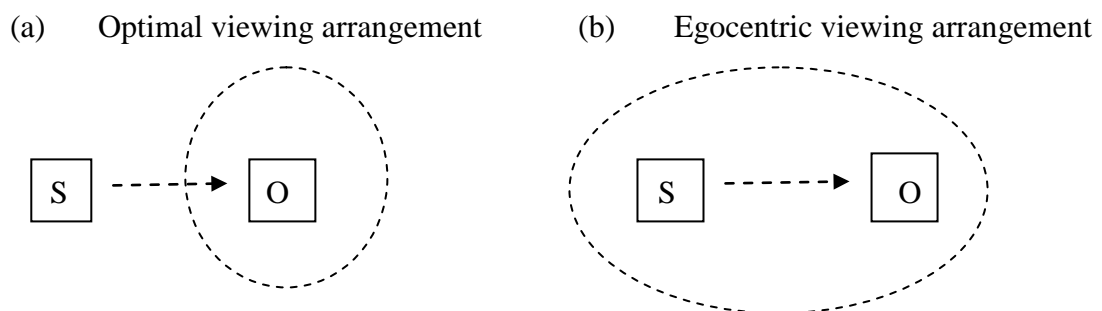 (a) Optimal viewing arrangement (b) Egocentric viewing arrangement
S O S O